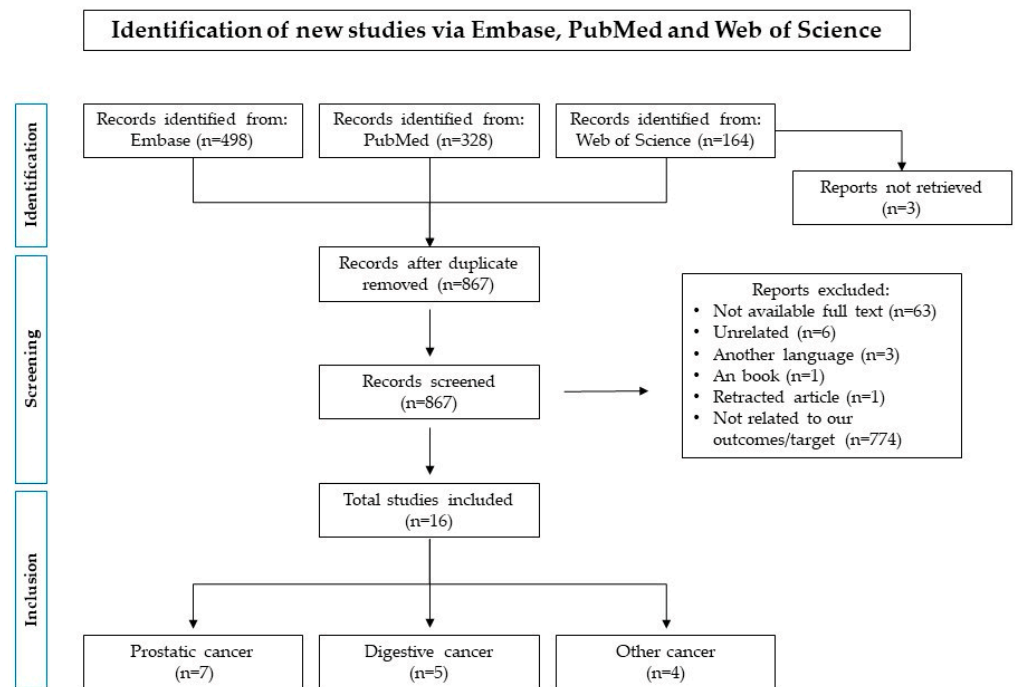 Identification of new studies via Embase, PubMed and Web of Science
Identification
Records identified from:
Embase (n=498)
Records identified from:
PubMed (n=328)
Records identified from:
Web of Science (n=164)
Reports not retrieved
(n=3)
Screening
Records after duplicate
removed (n=867)
Records screened
(n=867)
Reports excluded:
• Not available full text (n=63)
• Unrelated (n=6)
• Another language (n=3)
• An book (n=1)
• Retracted article (n=1)
• Not related to our
outcomes/target (n=774)
Inclusion
Total studies included
(n=16)
Prostatic cancer
(n=7)
Digestive cancer
(n=5)
Other cancer
(n=4)